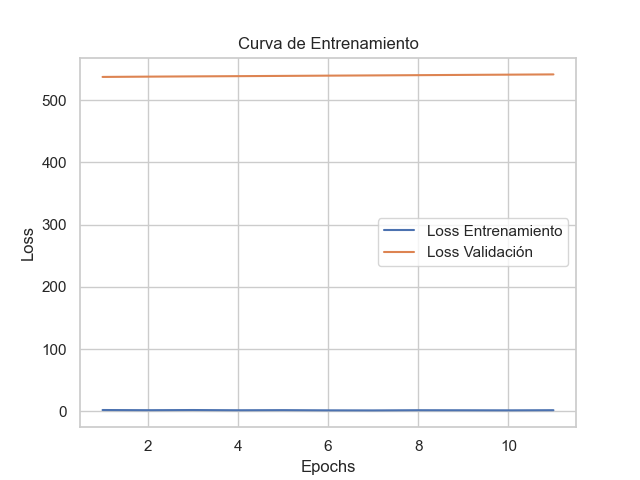 Curva de Entrenamiento
500
400
300
200
100
0
Loss
Loss Entrenamiento
Loss Validación
2 4 6 8 10
Epochs